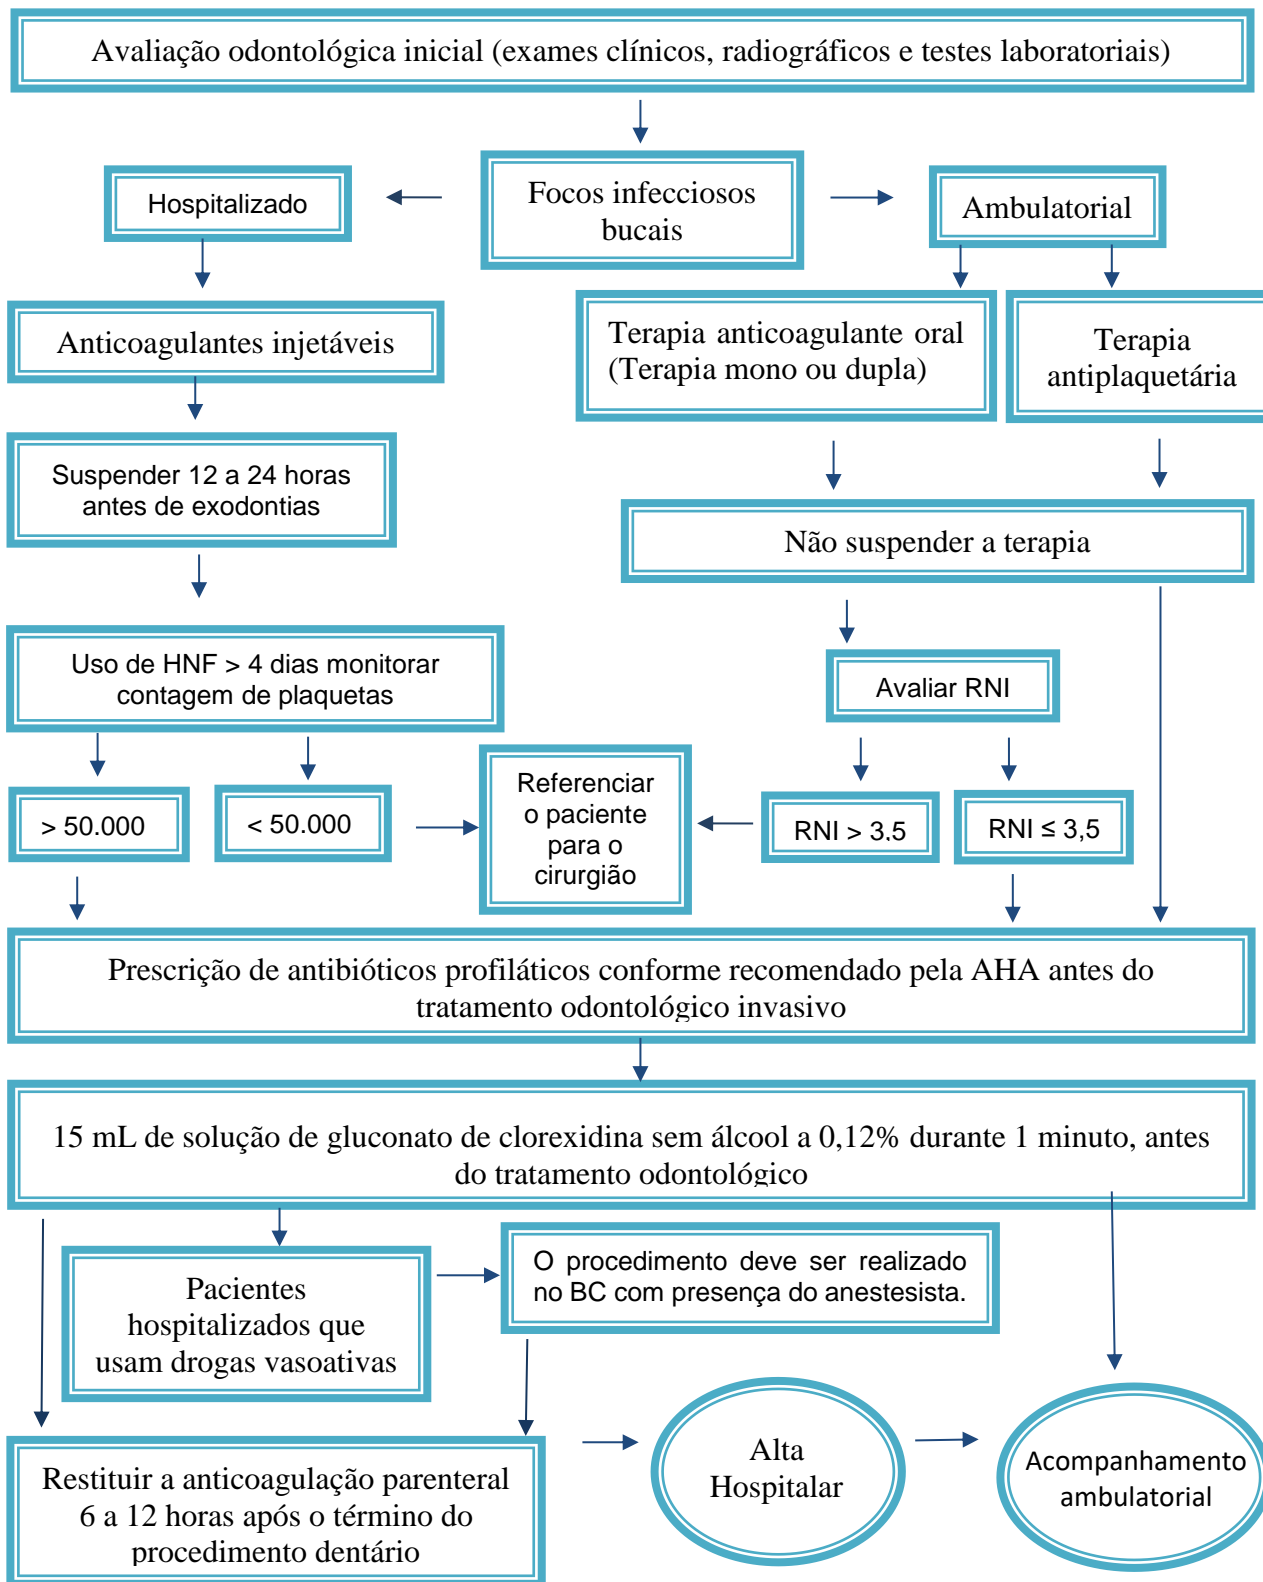 Avaliação odontológica inicial (exames clínicos, radiográficos e testes laboratoriais)
Hospitalizado
Focos infecciosos
bucais
Ambulatorial
Anticoagulantes injetáveis
Terapia anticoagulante oral
(Terapia mono ou dupla)
Terapia
antiplaquetária
Suspender 12 a 24 horas
antes de exodontias
Não suspender a terapia
Uso de HNF > 4 dias monitorar
contagem de plaquetas
Avaliar RNI
> 50.000
< 50.000
Referenciar
o paciente
para o
cirurgião
RNI > 3.5
RNI ≤ 3,5
Prescrição de antibióticos profiláticos conforme recomendado pela AHA antes do
tratamento odontológico invasivo
15 mL de solução de gluconato de clorexidina sem álcool a 0,12% durante 1 minuto, antes
do tratamento odontológico
Pacientes
hospitalizados que
usam drogas vasoativas
O procedimento deve ser realizado
no BC com presença do anestesista.
Restituir a anticoagulação parenteral
6 a 12 horas após o término do
procedimento dentário
Alta
Hospitalar
Acompanhamento
ambulatorial